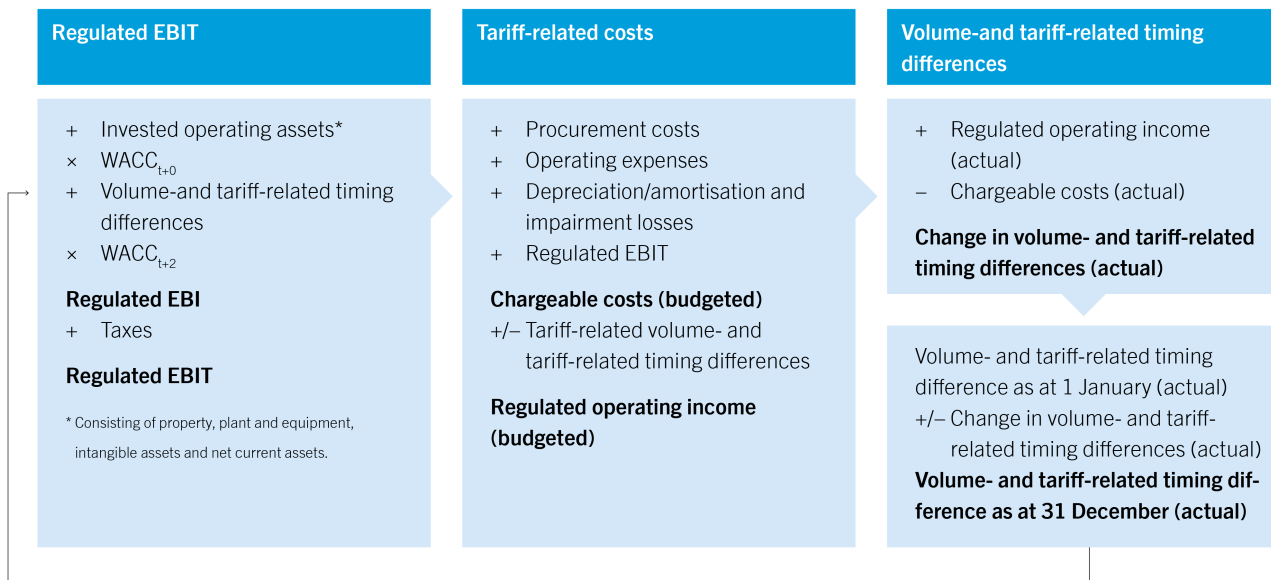 Regulated EBIT
+ Invested operating assets*
× WACCt+0
+ Volume-and tariff-related timing
differences
× WACCt+2
Regulated EBI
+ Taxes
Regulated EBIT
* Consisting of property, plant and equipment,
intangible assets and net current assets.
Tariff-related costs
+ Procurement costs
+ Operating expenses
+ Depreciation/amortisation and
impairment losses
+ Regulated EBIT
Chargeable costs (budgeted)
+/– Tariff-related volume- and
tariff-related timing differences
Regulated operating income
(budgeted)
Volume-and tariff-related timing
differences
+ Regulated operating income
(actual)
– Chargeable costs (actual)
Change in volume- and tariff-related
timing differences (actual)
Volume- and tariff-related timing
difference as at 1 January (actual)
+/– Change in volume- and tariff-
related timing differences (actual)
Volume- and tariff-related timing dif-
ference as at 31 December (actual)